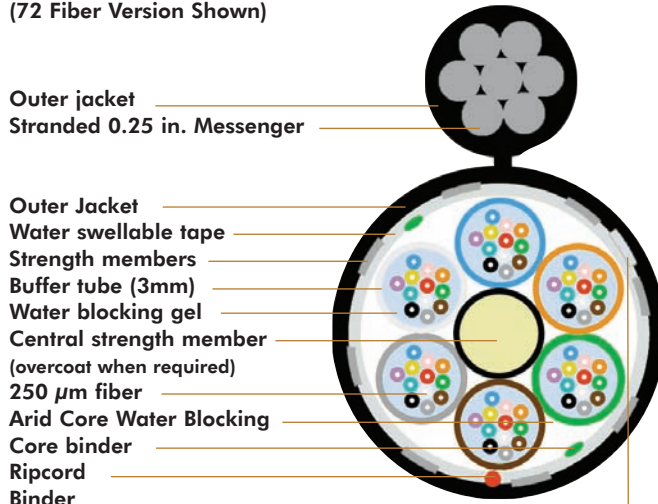 (72 Fiber Version Shown)
Outer jacket
Stranded 0.25 in. Messenger
Outer Jacket
Water swellable tape
Strength members
Buffer tube (3mm)
Water blocking gel
Central strength member
(overcoat when required)
250 µm fiber
Arid Core Water Blocking
Core binder
Ripcord
Binder